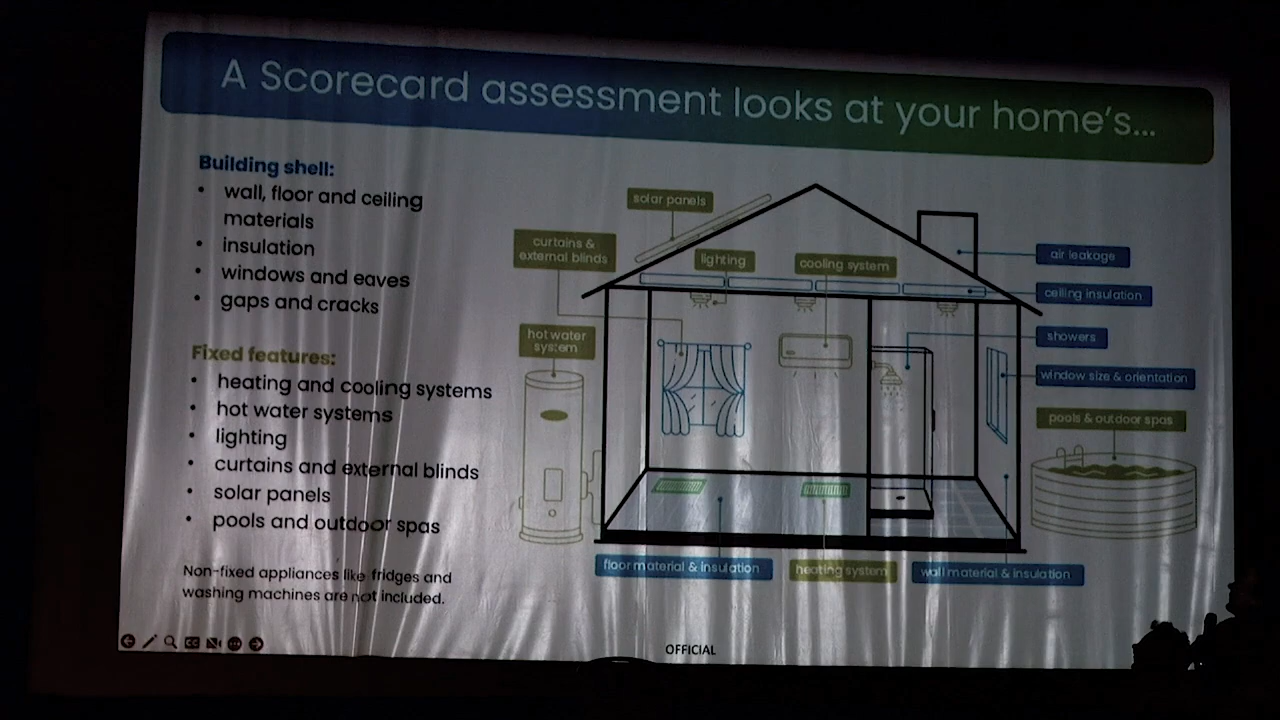 A Scorecard assessment looks at your home's...
Building shell:
• wall, floor and ceiling
materials
• insulation
• windows and eaves
• gaps and cracks
Fixed features:
• heating and cooling systems
• hot water systems
• lighting
• curtains and external blinds
• solar panels
• pools and outdoor spas
Non-fixed appliances like fridges and
washing machines are not included.
solar panels
curtains &
external blinds
lighting
cooling system
air leakage
ceiling insulation
hot water
system
showers
window size & orientation
pools & outdoor spas
floor material & insulation
heating system
wall material & insulation
CC
OFFICIAL